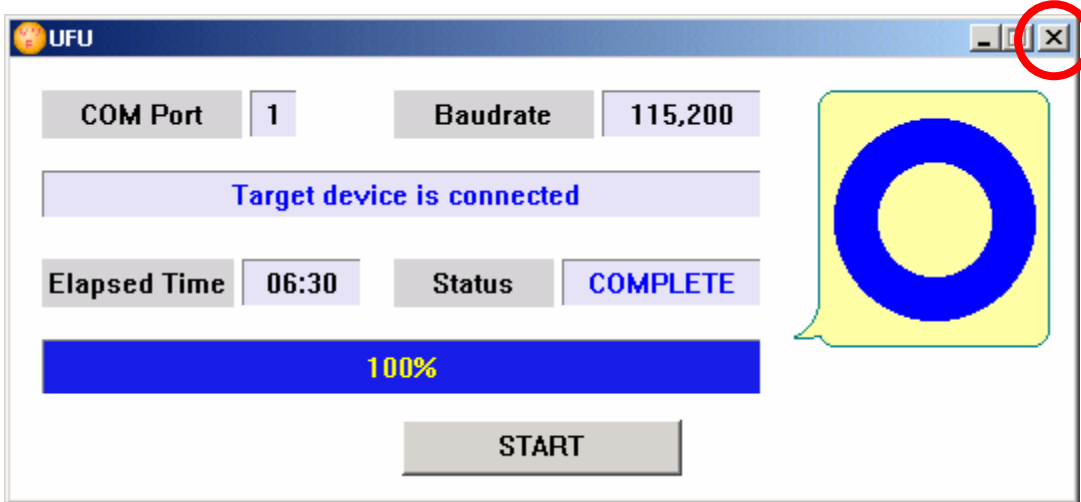 UFU
COM Port 1 Baudrate 115,200
Target device is connected
Elapsed Time 06:30 Status COMPLETE
100%
START